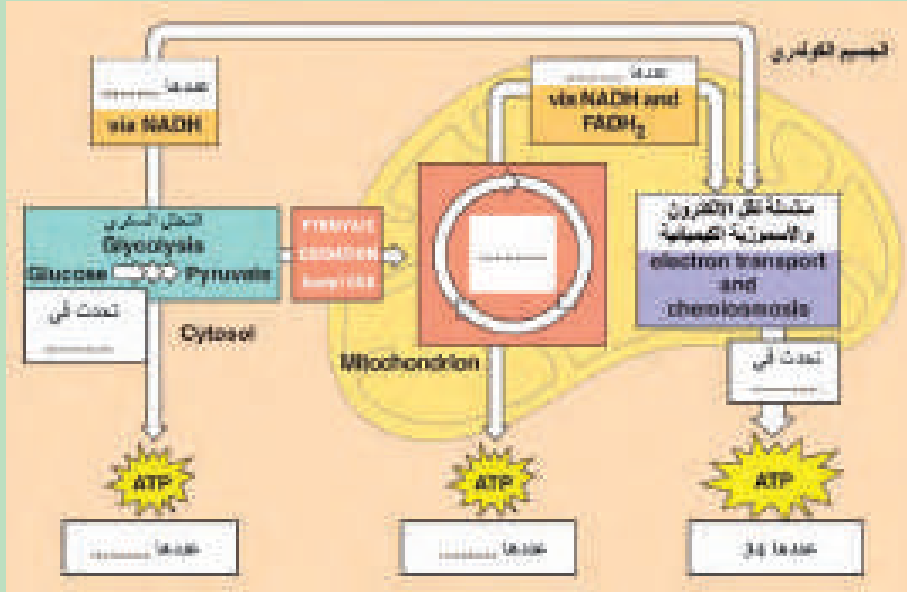 الجسيم الكوندري
عددها ........
via NADH
عددها ........
via NADH and
FADH₂
التحلل السكري
Glycolysis
Glucose Pyruvate
PYRUVATE
OXIDATION
..........
سلسلة نقل الإلكترون
والأسموزية الكيميائية
electron transport
and
chemiosmosis
تحدث في
..........
Cytosol
Mitochondrion
تحدث في
..........
ATP
ATP
ATP
عددها ........
عددها ........
عددها 34